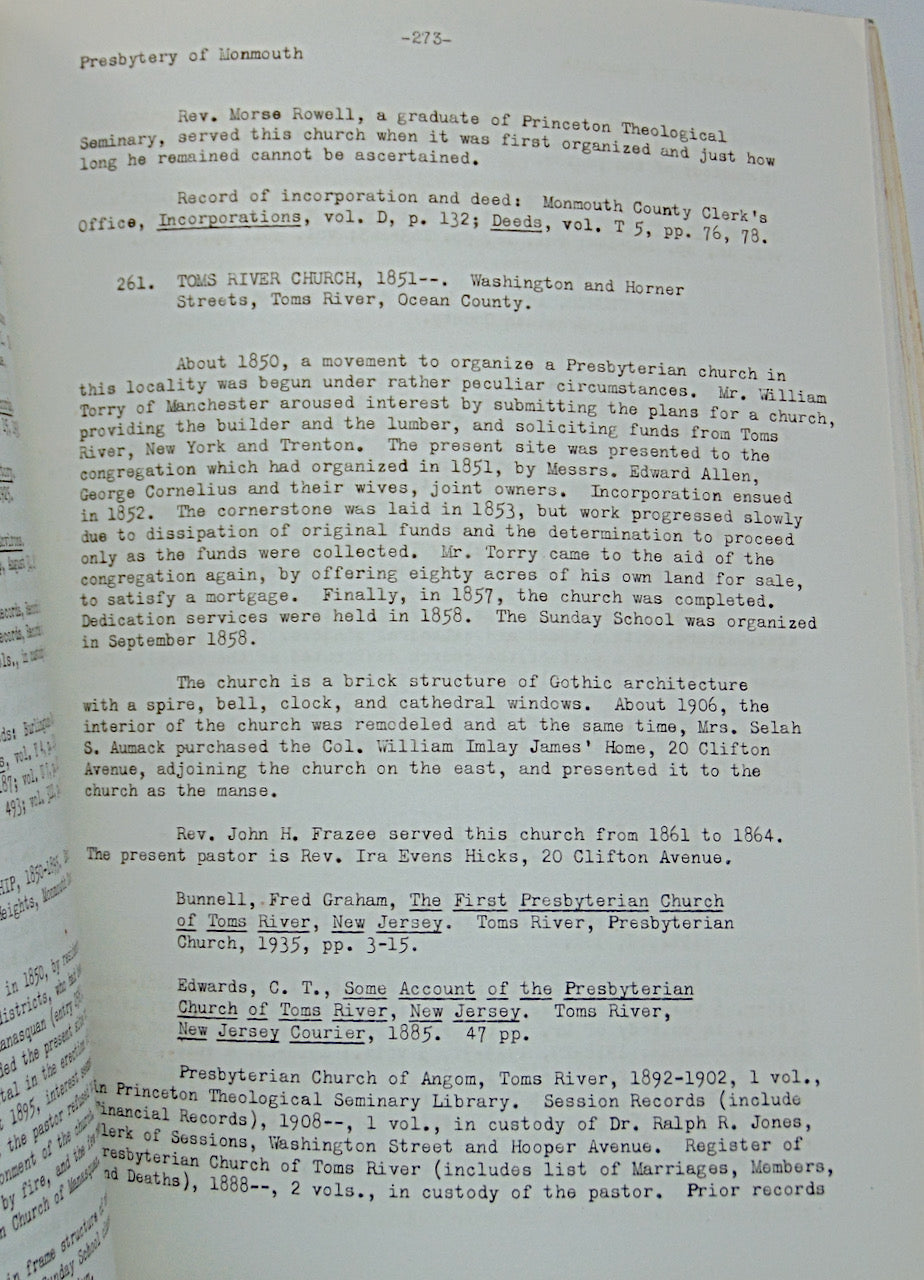 -273-
Presbytery of Monmouth
Rev. Morse Rowell, a graduate of Princeton Theological
Seminary, served this church when it was first organized and just how
long he remained cannot be ascertained.
Record of incorporation and deed: Monmouth County Clerk's
Office, Incorporations, vol. D, p. 132; Deeds, vol. T 5, pp. 76, 78.
261. TOMS RIVER CHURCH, 1851--. Washington and Horner
Streets, Toms River, Ocean County.
About 1850, a movement to organize a Presbyterian church in
this locality was begun under rather peculiar circumstances. Mr. William
Torry of Manchester aroused interest by submitting the plans for a church,
providing the builder and the lumber, and soliciting funds from Toms
River, New York and Trenton. The present site was presented to the
congregation which had organized in 1851, by Messrs. Edward Allen,
George Cornelius and their wives, joint owners. Incorporation ensued
in 1852. The cornerstone was laid in 1853, but work progressed slowly
due to dissipation of original funds and the determination to proceed
only as the funds were collected. Mr. Torry came to the aid of the
congregation again, by offering eighty acres of his own land for sale,
to satisfy a mortgage. Finally, in 1857, the church was completed.
Dedication services were held in 1858. The Sunday School was organized
in September 1858.
The church is a brick structure of Gothic architecture
with a spire, bell, clock, and cathedral windows. About 1906, the
interior of the church was remodeled and at the same time, Mrs. Selah
S. Aumack purchased the Col. William Imlay James' Home, 20 Clifton
Avenue, adjoining the church on the east, and presented it to the
church as the manse.
Rev. John H. Frazee served this church from 1861 to 1864.
The present pastor is Rev. Ira Evens Hicks, 20 Clifton Avenue.
Bunnell, Fred Graham, The First Presbyterian Church
of Toms River, New Jersey. Toms River, Presbyterian
Church, 1935, pp. 3-15.
Edwards, C. T., Some Account of the Presbyterian
Church of Toms River, New Jersey. Toms River,
New Jersey Courier, 1885. 47 pp.
Presbyterian Church of Angom, Toms River, 1892-1902, 1 vol.,
in Princeton Theological Seminary Library. Session Records (include
Financial Records), 1908--, 1 vol., in custody of Dr. Ralph R. Jones,
lerk of Sessions, Washington Street and Hooper Avenue. Register of
resbyterian Church of Toms River (includes list of Marriages, Members,
nd Deaths), 1888--, 2 vols., in custody of the pastor. Prior records